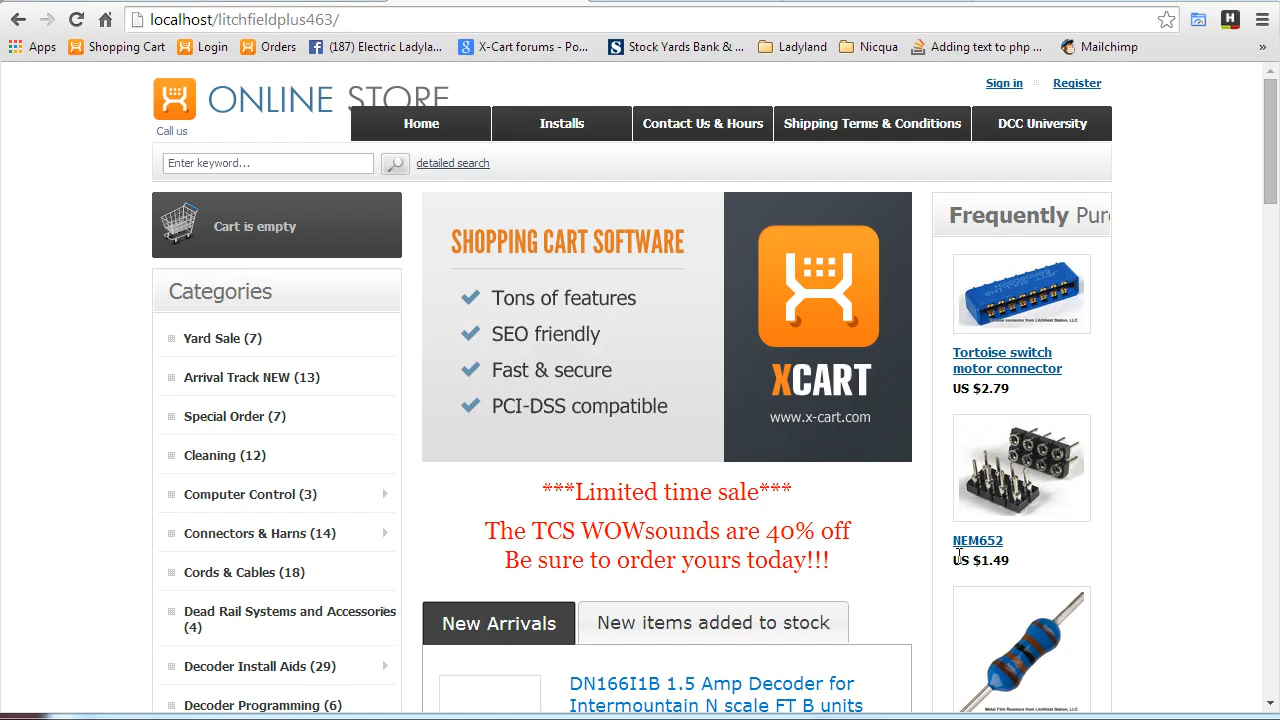 localhost/litchfieldplus463/
Apps
Shopping Cart
Login
Orders
(187) Electric Ladyla...
X-Cart forums - Po...
Stock Yards Bank & ...
Ladyland
Nicqua
Adding text to php ...
Mailchimp
»
ONLINE STORE
Call us
Sign in
Register
Home
Installs
Contact Us & Hours
Shipping Terms & Conditions
DCC University
Enter keyword...
detailed search
Cart is empty
Categories
Yard Sale (7)
Arrival Track NEW (13)
Special Order (7)
Cleaning (12)
Computer Control (3)
Connectors & Harns (14)
Cords & Cables (18)
Dead Rail Systems and Accessories
(4)
Decoder Install Aids (29)
Decoder Programming (6)
SHOPPING CART SOFTWARE
Tons of features
SEO friendly
Fast & secure
PCI-DSS compatible
XCART
www.x-cart.com
***Limited time sale***
The TCS WOWsounds are 40% off
Be sure to order yours today!!!
New Arrivals
New items added to stock
DN166I1B 1.5 Amp Decoder for
Intermountain N scale FT B units
Frequently Pur
Tortoise switch
motor connector
US $2.79
NEM652
US $1.49
Metal Film Resistors from Litchfield Station, LLC